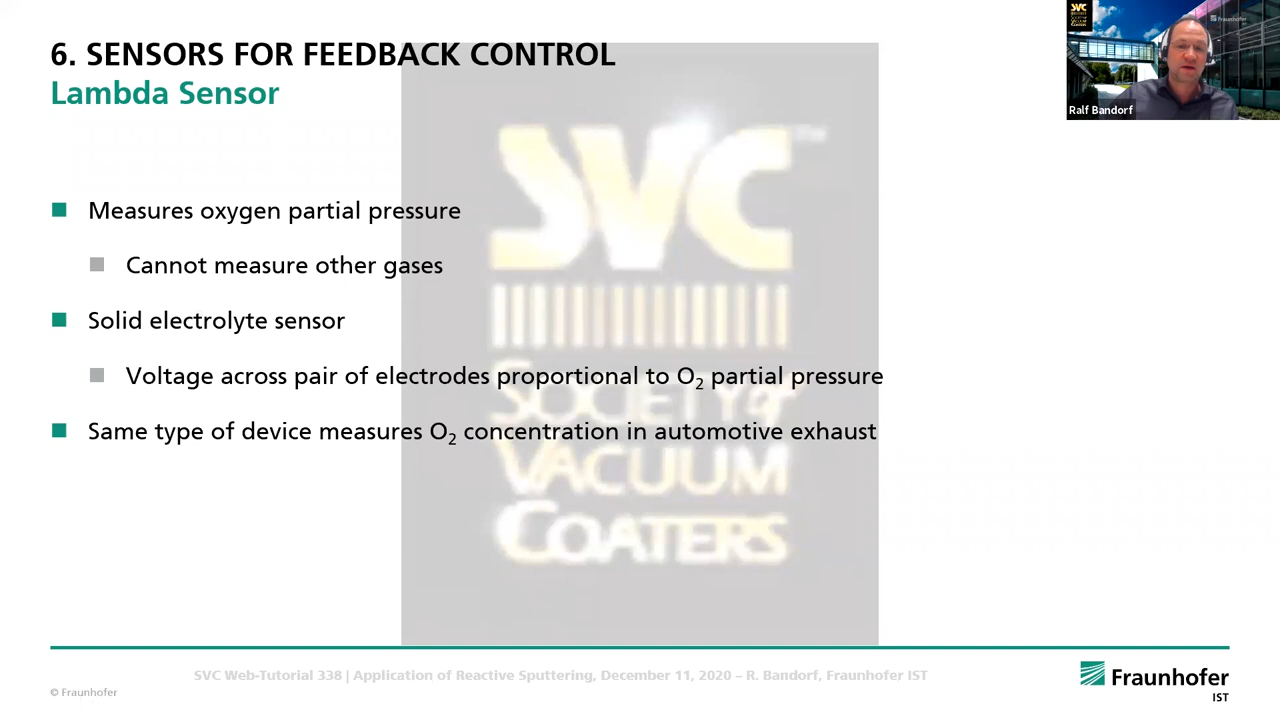 6. SENSORS FOR FEEDBACK CONTROL
Lambda Sensor
SVC
Fraunhofer
Ralf Bandorf
Measures oxygen partial pressure
Cannot measure other gases
Solid electrolyte sensor
Voltage across pair of electrodes proportional to O₂ partial pressure
Same type of device measures O₂ concentration in automotive exhaust
SVC™
SOCIETY of
VACUUM
COATERS
SVC Web-Tutorial 338 | Application of Reactive Sputtering, December 11, 2020 – R. Bandorf, Fraunhofer IST
© Fraunhofer
Fraunhofer
IST